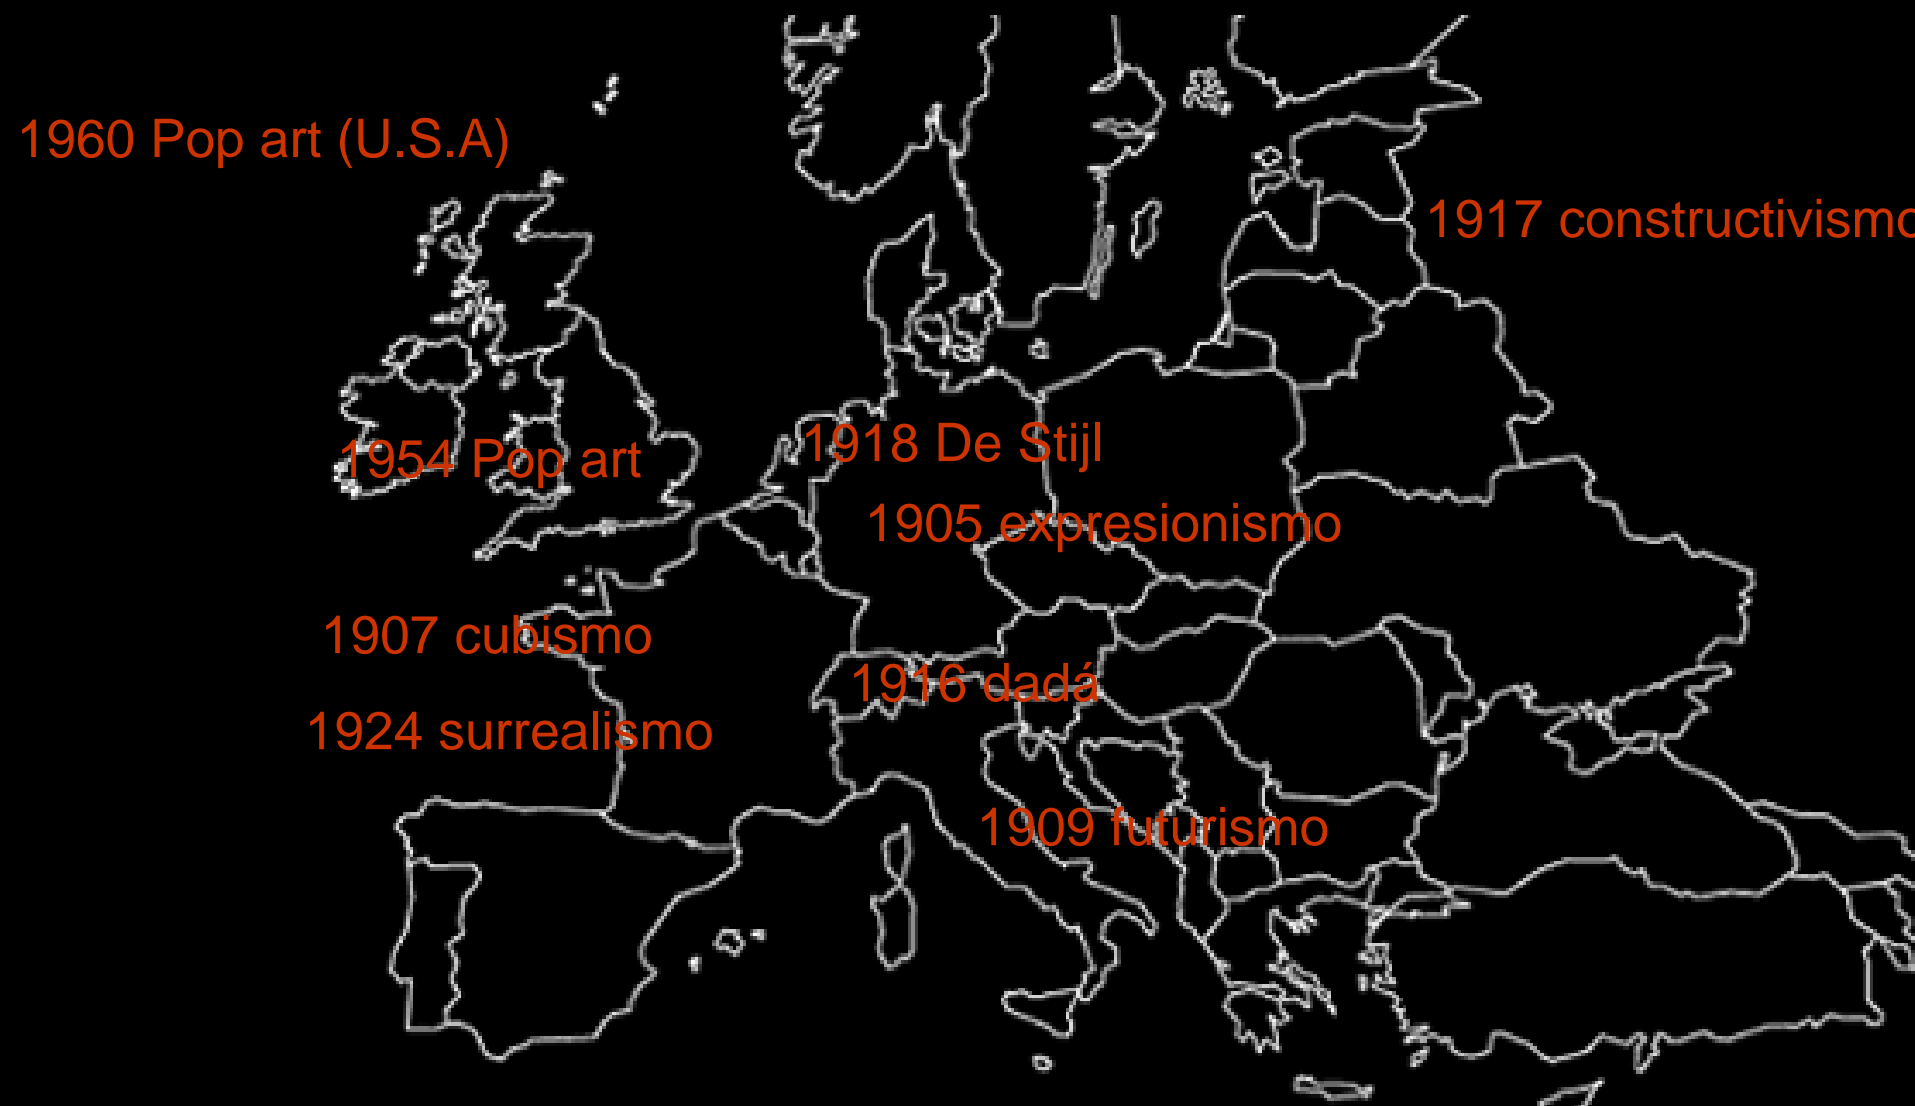 1960 Pop art (U.S.A)
1917 constructivismo
1954 Pop art
1918 De Stijl
1905 expresionismo
1907 cubismo
1916 dadá
1924 surrealismo
1909 futurismo